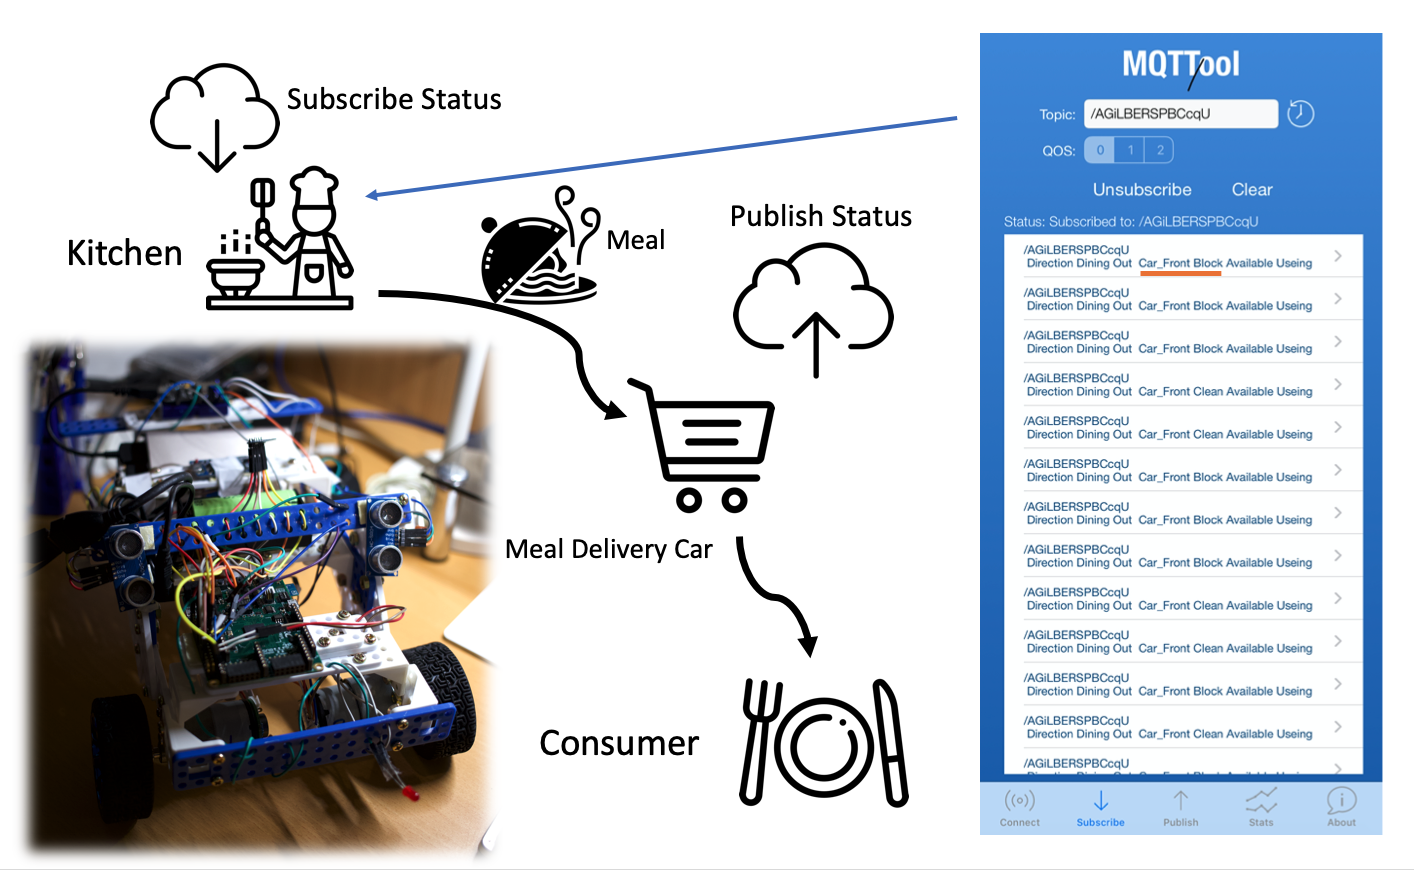 Subscribe Status
Kitchen
Meal
Publish Status
Meal Delivery Car
Consumer
MQTTool
Topic: /AGiLBERSPBCcqU
QOS: 0 1 2
Unsubscribe Clear
Status: Subscribed to: /AGiLBERSPBCcqU
/AGiLBERSPBCcqU
Direction Dining Out Car_Front Block Available Useing
/AGiLBERSPBCcqU
Direction Dining Out Car_Front Block Available Useing
/AGiLBERSPBCcqU
Direction Dining Out Car_Front Block Available Useing
/AGiLBERSPBCcqU
Direction Dining Out Car_Front Clean Available Useing
/AGiLBERSPBCcqU
Direction Dining Out Car_Front Clean Available Useing
/AGiLBERSPBCcqU
Direction Dining Out Car_Front Block Available Useing
/AGiLBERSPBCcqU
Direction Dining Out Car_Front Block Available Useing
/AGiLBERSPBCcqU
Direction Dining Out Car_Front Block Available Useing
/AGiLBERSPBCcqU
Direction Dining Out Car_Front Clean Available Useing
/AGiLBERSPBCcqU
Direction Dining Out Car_Front Clean Available Useing
/AGiLBERSPBCcqU
Direction Dining Out Car_Front Block Available Useing
/AGiLBERSPBCcqU
Direction Dining Out Car_Front Clean Available Useing
/AGiLBERSPBCcqU
Connect Subscribe Publish Stats About